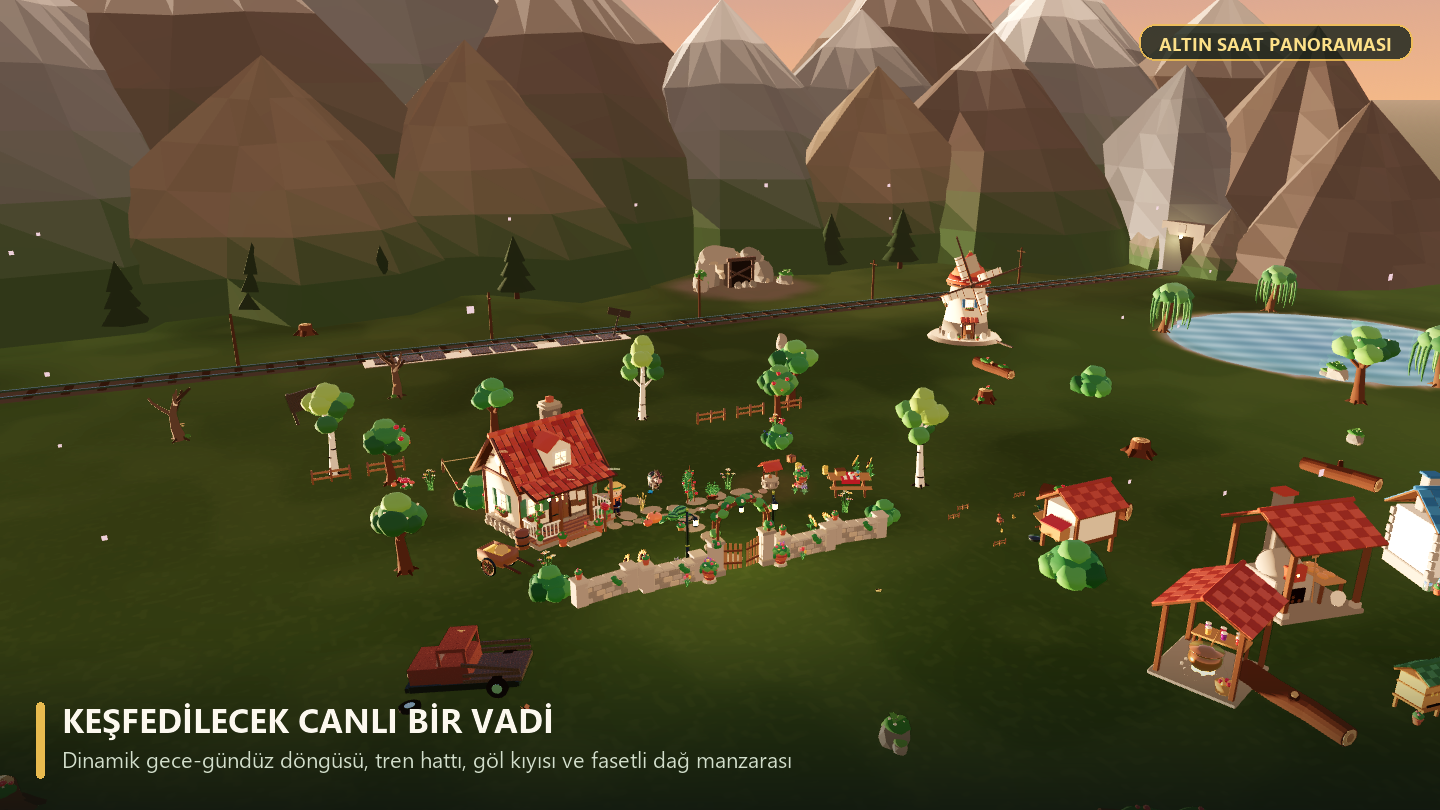 ALTIN SAAT PANORAMASI
KEŞFEDİLECEK CANLI BİR VADİ
Dinamik gece-gündüz döngüsü, tren hattı, göl kıyısı ve fasetli dağ manzarası